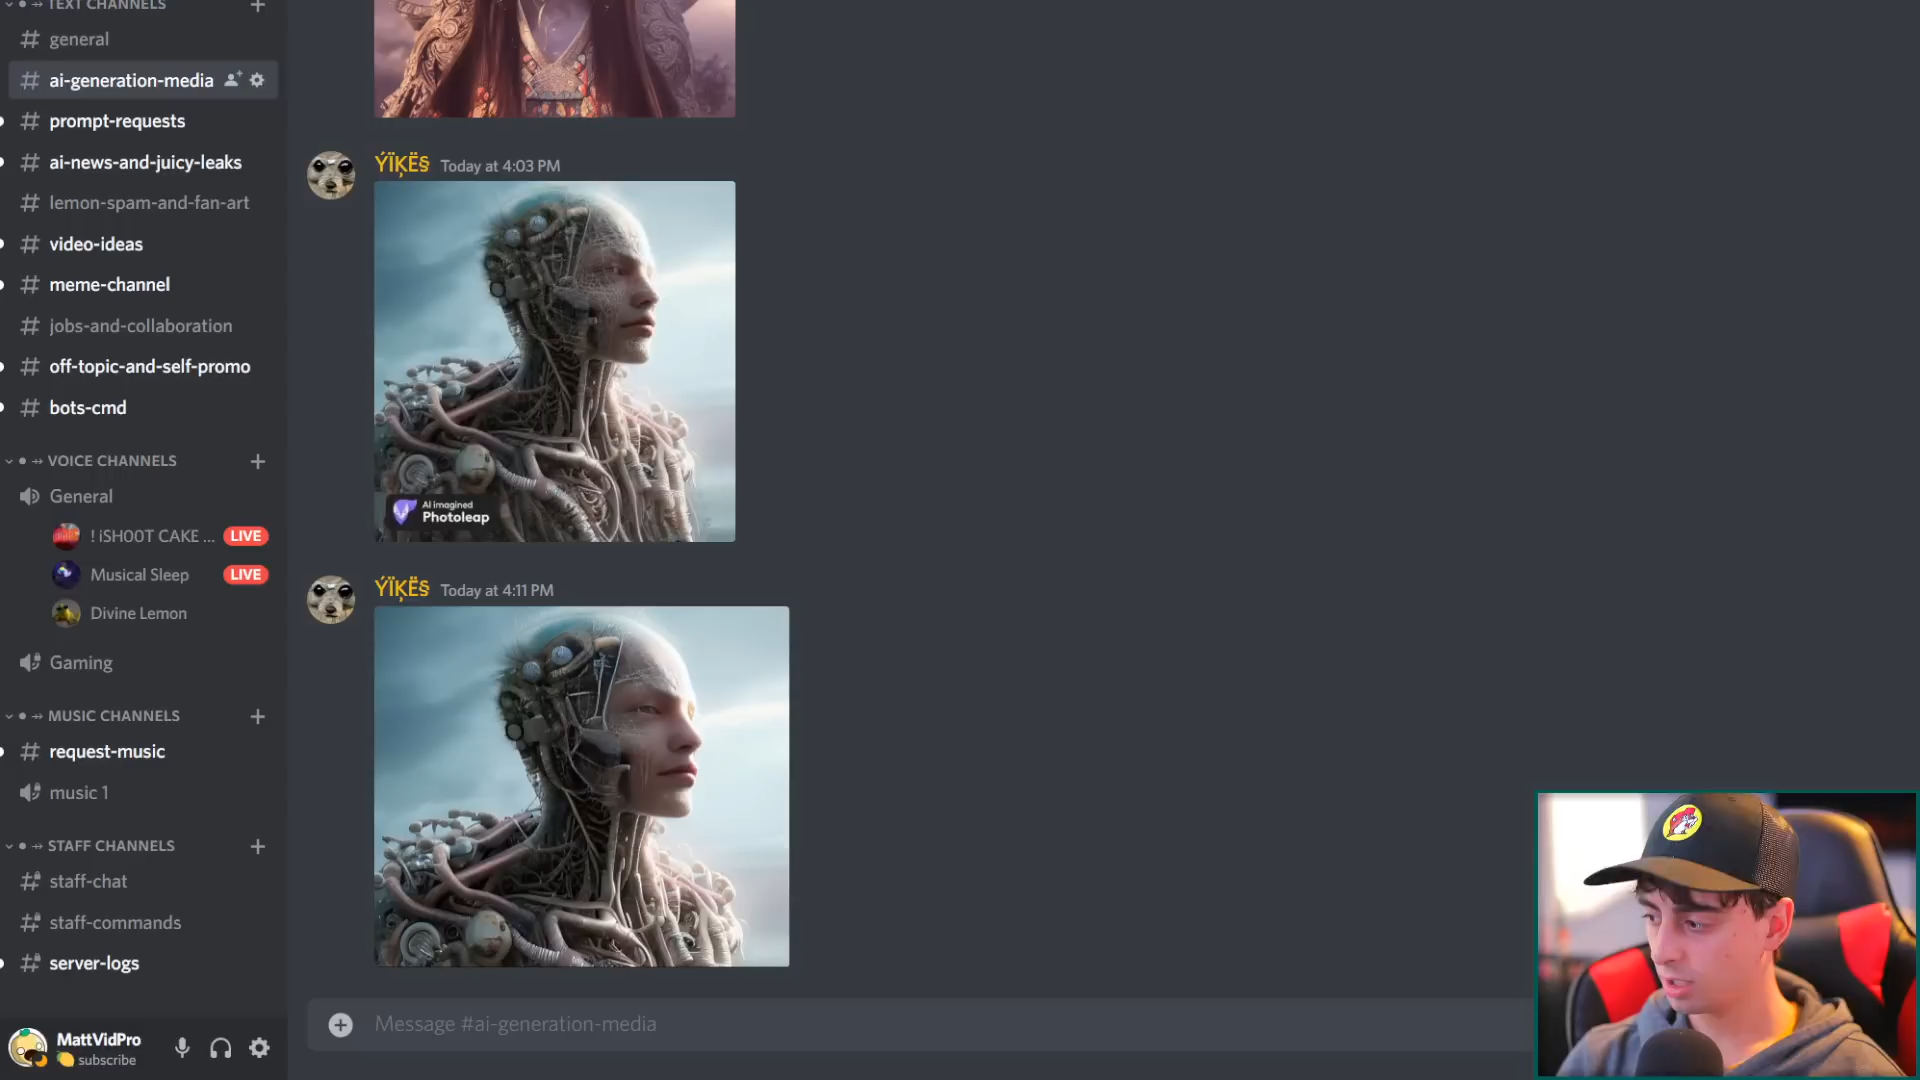 TEXT CHANNELS
general
ai-generation-media
prompt-requests
ai-news-and-juicy-leaks
lemon-spam-and-fan-art
video-ideas
meme-channel
jobs-and-collaboration
off-topic-and-self-promo
bots-cmd
VOICE CHANNELS
General
! iSH00T CAKE ... LIVE
Musical Sleep LIVE
Divine Lemon
Gaming
MUSIC CHANNELS
request-music
music 1
STAFF CHANNELS
staff-chat
staff-commands
server-logs
MattVidPro
subscribe
ÝÏĶËṨ Today at 4:03 PM
AI imagined
Photoleap
ÝÏĶËṨ Today at 4:11 PM
Message #ai-generation-media